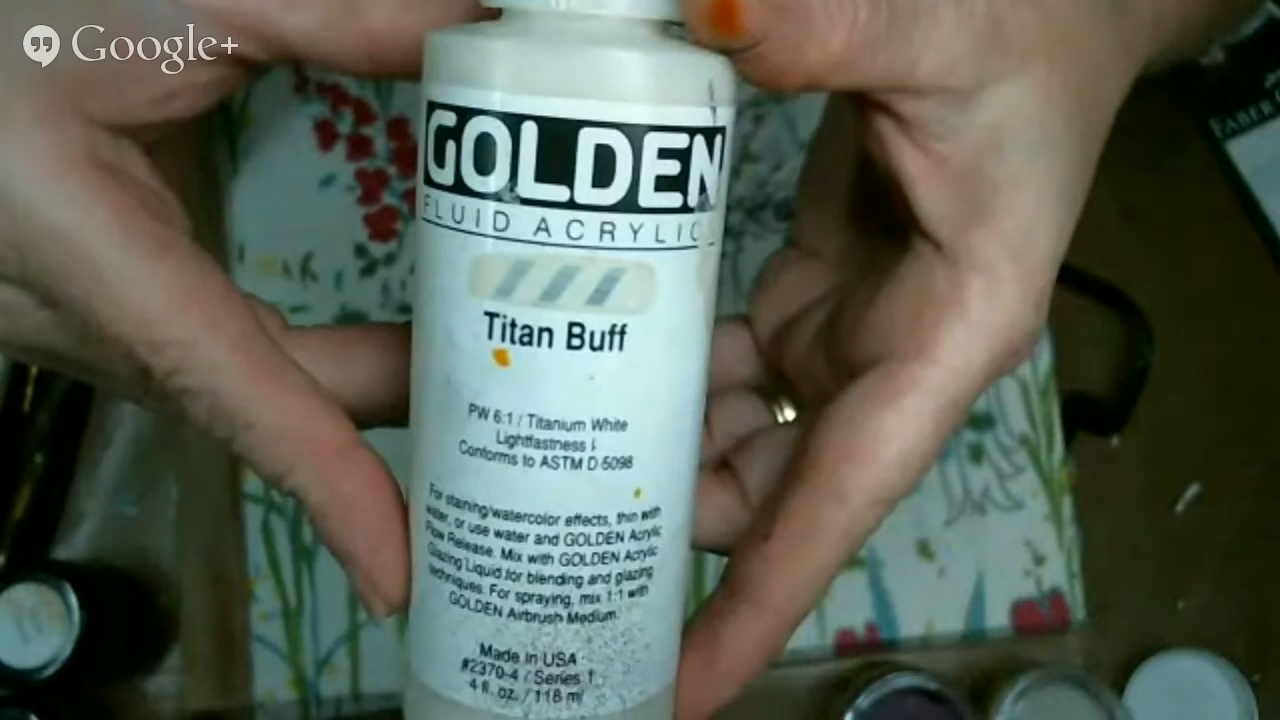 Google+
GOLDEN
FLUID ACRYLIC
Titan Buff
PW 6:1 / Titanium White
Lightfastness I
Conforms to ASTM D 5098
For staining/watercolor effects, thin with
water, or use water and GOLDEN Acrylic
Flow Release. Mix with GOLDEN Acrylic
Glazing Liquid for blending and glazing
techniques. For spraying, mix 1:1 with
GOLDEN Airbrush Medium.
Made in USA
#2370-4 / Series 1
4 fl. oz. / 118 ml
FABER